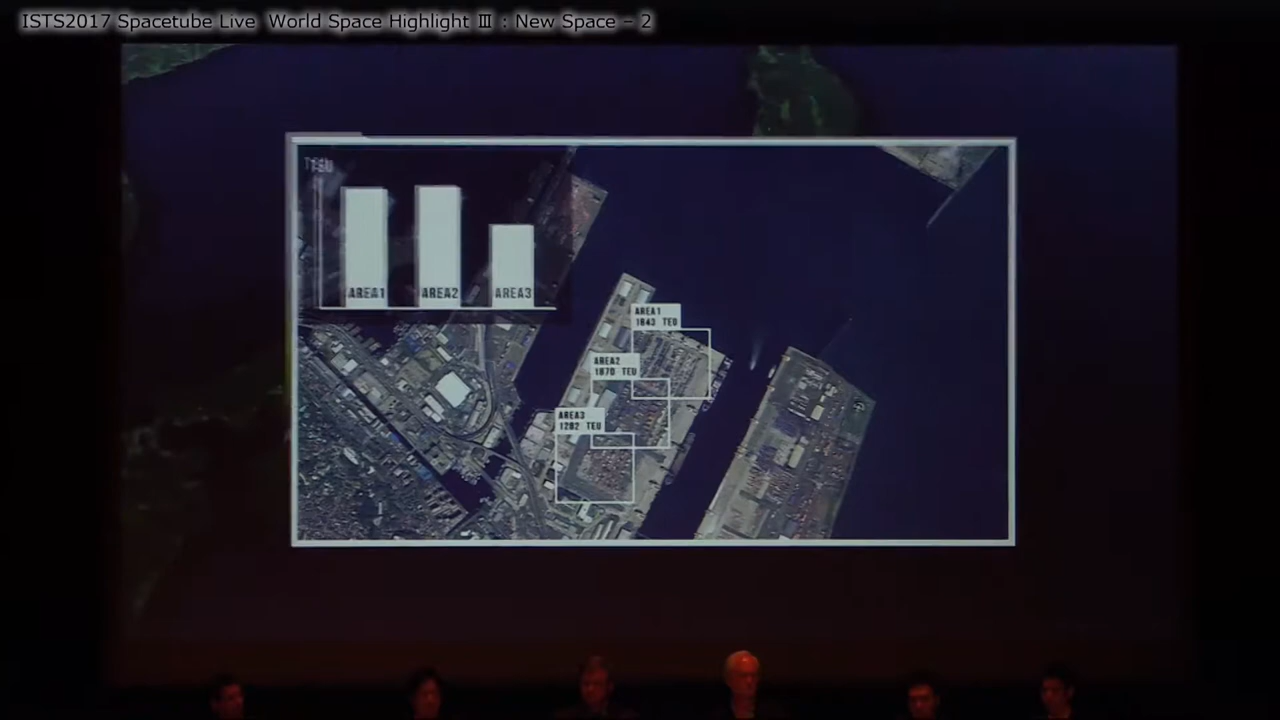 ISTS2017 Spacetube Live World Space Highlight Ⅲ : New Space – 2
TEU
AREA1 AREA2 AREA3
AREA1
1843 TEU
AREA2
1870 TEU
AREA3
1282 TEU